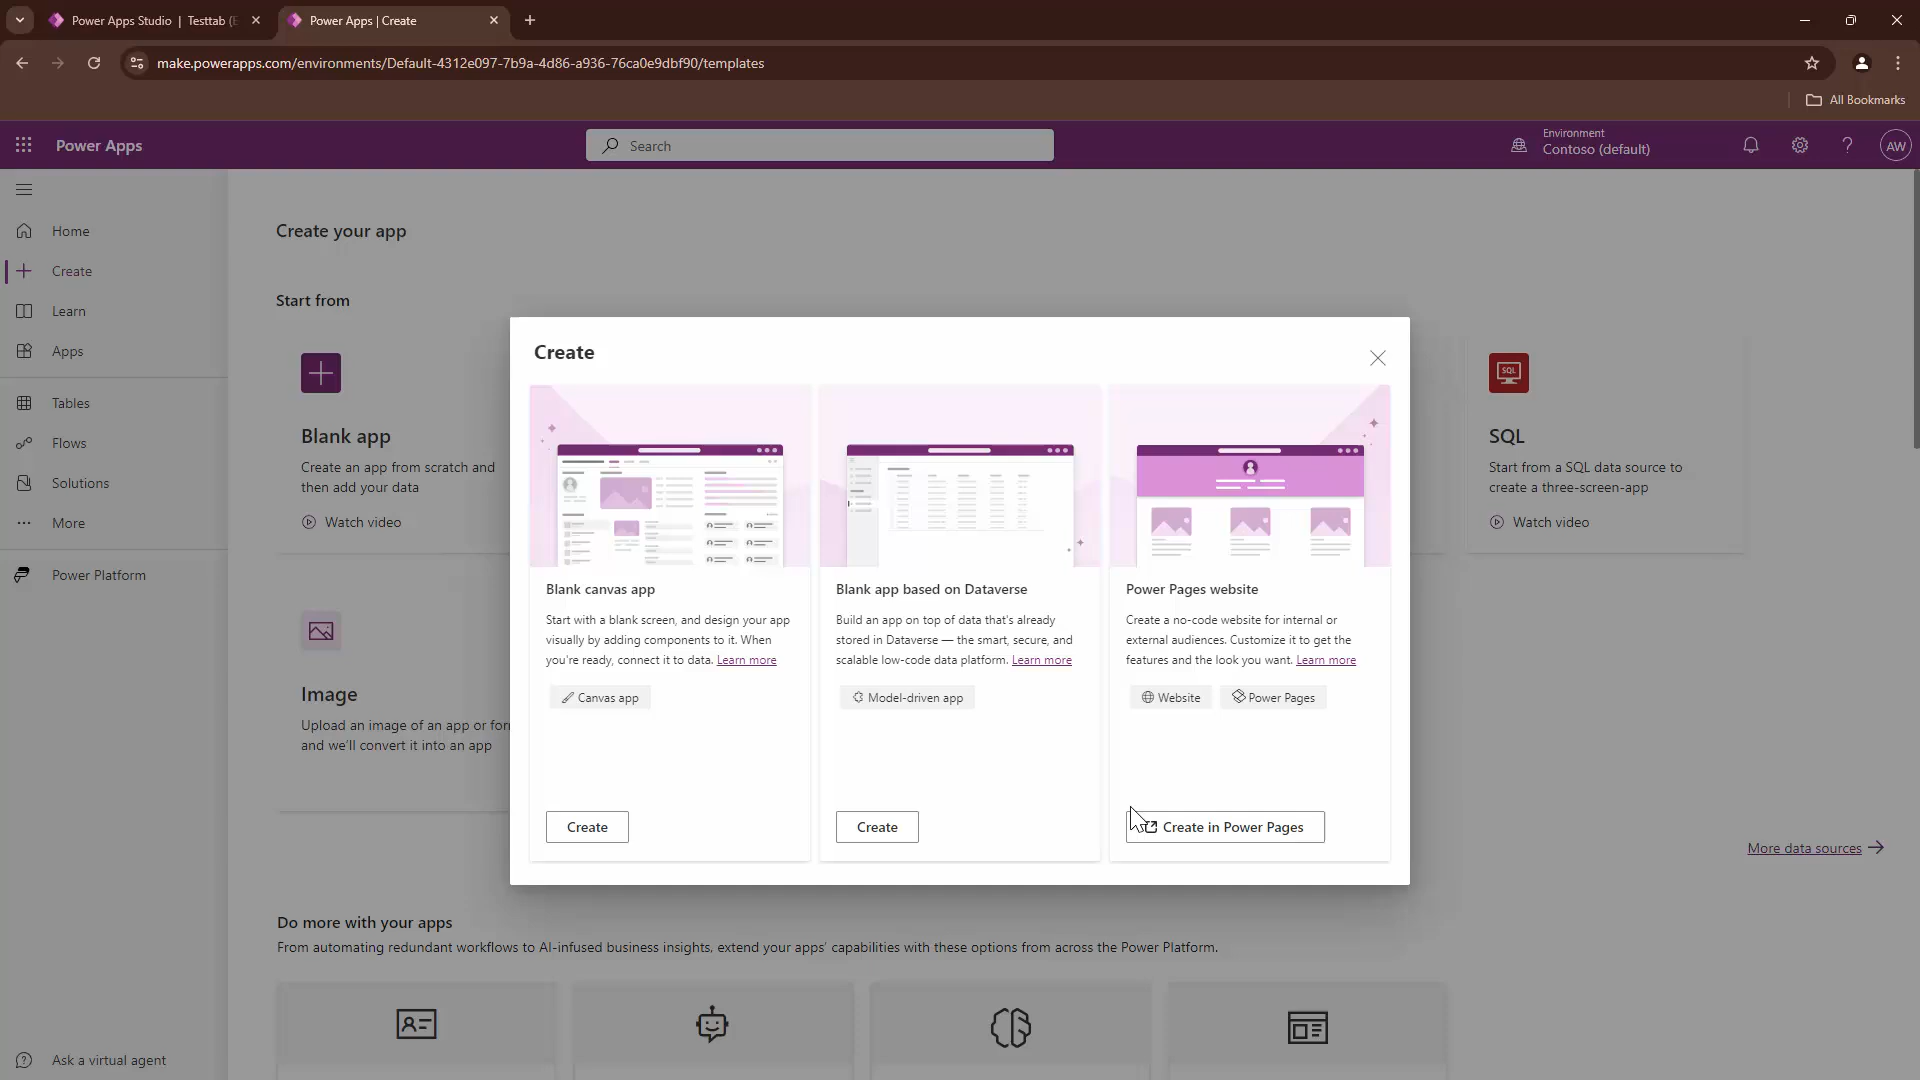 Power Apps Studio | Testtab (E
Power Apps | Create
make.powerapps.com/environments/Default-4312e097-7b9a-4d86-a936-76ca0e9dbf90/templates
All Bookmarks
Power Apps
Search
Environment
Contoso (default)
AW
Home
Create
Learn
Apps
Tables
Flows
Solutions
More
Power Platform
Ask a virtual agent
Create your app
Start from
Blank app
Create an app from scratch and
then add your data
Watch video
SQL
SQL
Start from a SQL data source to
create a three-screen-app
Watch video
Image
Upload an image of an app or for
and we'll convert it into an app
Create
Blank canvas app
Start with a blank screen, and design your app
visually by adding components to it. When
you're ready, connect it to data. Learn more
Canvas app
Create
Blank app based on Dataverse
Build an app on top of data that's already
stored in Dataverse — the smart, secure, and
scalable low-code data platform. Learn more
Model-driven app
Create
Power Pages website
Create a no-code website for internal or
external audiences. Customize it to get the
features and the look you want. Learn more
Website
Power Pages
Create in Power Pages
More data sources
Do more with your apps
From automating redundant workflows to AI-infused business insights, extend your apps' capabilities with these options from across the Power Platform.